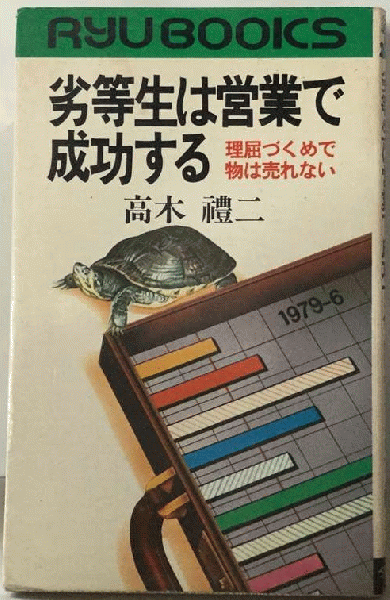 RYU BOOKS
劣等生は営業で
成功する
理屈づくめで
物は売れない
高木 禮二
1979-6